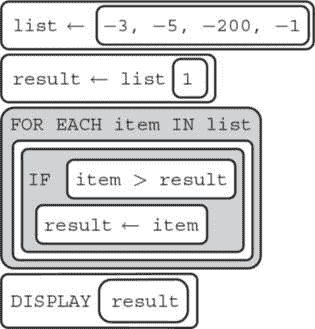 list ← −3, −5, −200, −1
result ← list 1
FOR EACH item IN list
IF item > result
result ← item
DISPLAY result